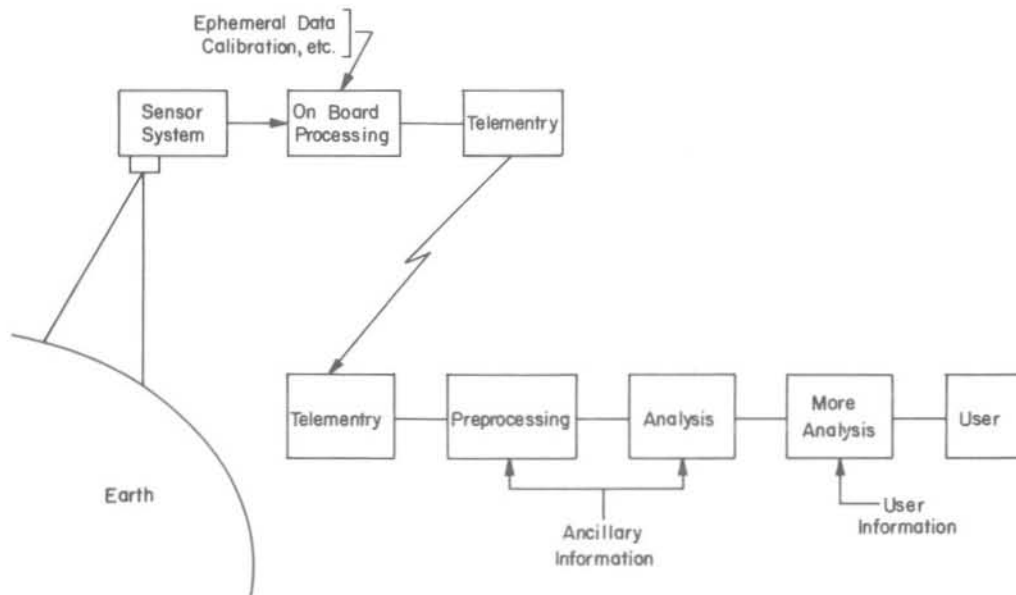 Ephemeral Data
Calibration, etc.
Sensor
System
On Board
Processing
Telementry
Telementry
Preprocessing
Analysis
More
Analysis
User
Earth
Ancillary
Information
User
Information